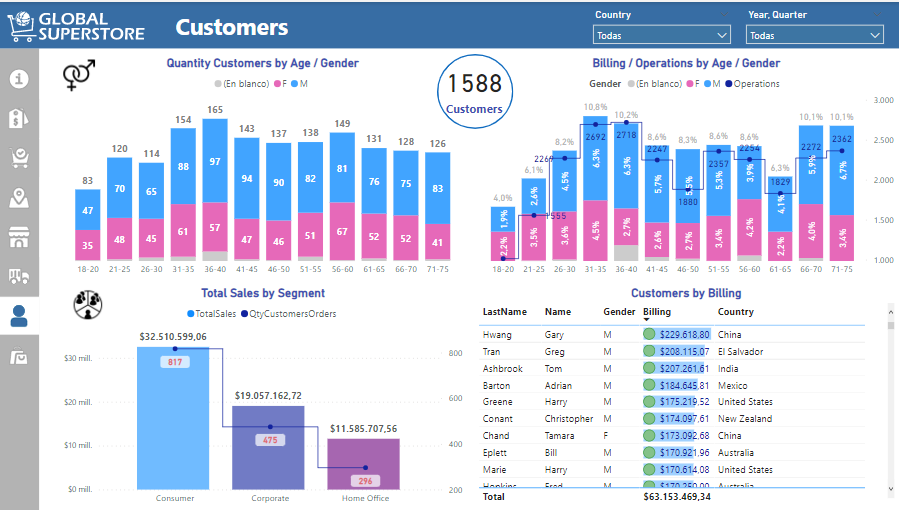 GLOBAL
SUPERSTORE
Customers
Country
Todas
Year, Quarter
Todas
Quantity Customers by Age / Gender
(En blanco) F M
83 120 114 154 165 143 137 138 149 131 128 126
47 70 65 88 97 94 90 82 81 76 75 83
35 48 45 61 57 47 46 51 67 52 52 41
18-20 21-25 26-30 31-35 36-40 41-45 46-50 51-55 56-60 61-65 66-70 71-75
1588
Customers
Billing / Operations by Age / Gender
Gender (En blanco) F M Operations
3.000
2.500
2.000
1.500
1.000
4,0% 6,1% 8,2% 10,8% 10,2% 8,6% 8,3% 8,6% 8,6% 6,3% 10,1% 10,1%
1555 2692 2718 2247 1880 2357 2254 1829 2272 2362
1,9% 2,6% 4,5% 6,3% 6,3% 5,7% 5,5% 5,3% 3,9% 4,1% 5,9% 6,7%
2,2% 3,5% 3,6% 4,5% 2,7% 2,6% 2,7% 3,4% 4,2% 2,2% 4,0% 3,4%
18-20 21-25 26-30 31-35 36-40 41-45 46-50 51-55 56-60 61-65 66-70 71-75
Total Sales by Segment
TotalSales QtyCustomersOrders
$30 mill.
$20 mill.
$10 mill.
$0 mill.
$32.510.599,06
817
$19.057.162,72
475
$11.585.707,56
296
800
600
400
200
Consumer Corporate Home Office
Customers by Billing
LastName Name Gender Billing Country
Hwang Gary M $229.618,80 China
Tran Greg M $208.115,07 El Salvador
Ashbrook Tom M $207.261,61 India
Barton Adrian M $184.645,81 Mexico
Greene Harry M $175.219,52 United States
Conant Christopher M $174.097,61 New Zealand
Chand Tamara F $173.092,68 China
Eplett Bill M $170.921,96 Australia
Marie Harry M $170.614,08 United States
Hopkins Fred M Australia
Total $63.153.469,34